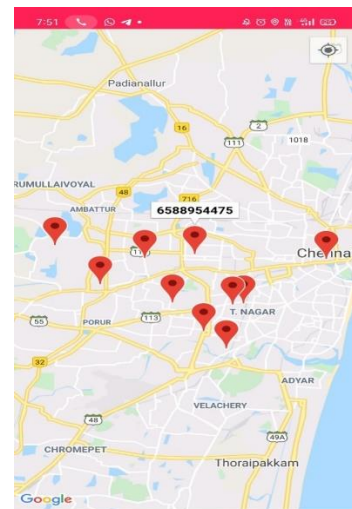 7:51
Padianallur
16
2
111
1018
RUMULLAIVOYAL
48
AMBATTUR
716
6588954475
Chenna
T. NAGAR
55
PORUR
113
32
ADYAR
VELACHERY
48
49A
CHROMEPET
Thoraipakkam
Google